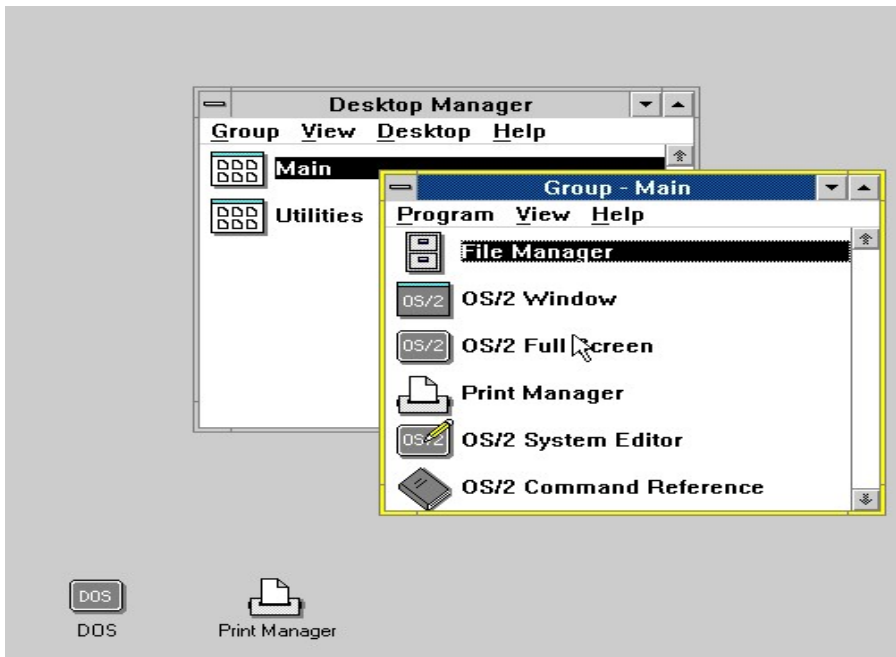 Desktop Manager
Group View Desktop Help
Main
Utilities
Group - Main
Program View Help
File Manager
OS/2 OS/2 Window
OS/2 OS/2 Full Screen
Print Manager
OS/2 OS/2 System Editor
OS/2 Command Reference
DOS
DOS
Print Manager